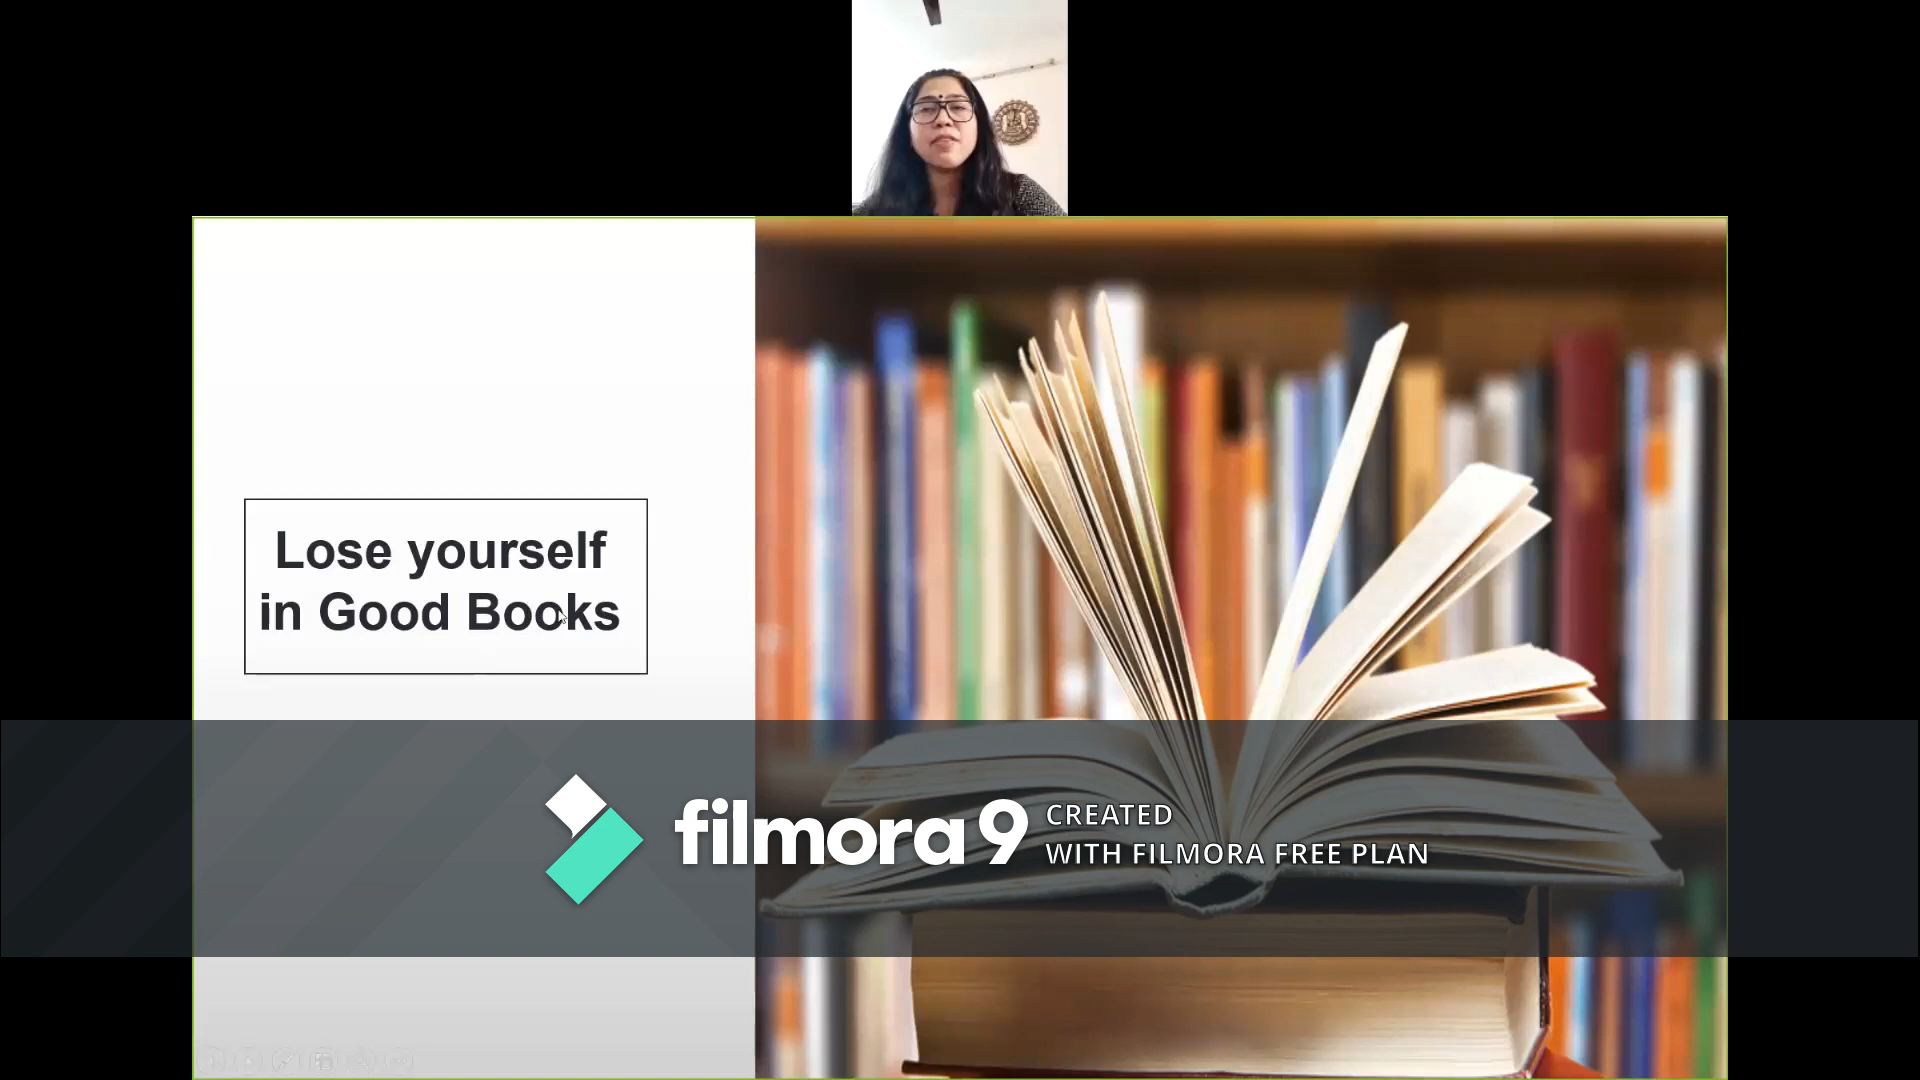 Lose yourself
in Good Books
filmora 9
CREATED
WITH FILMORA FREE PLAN